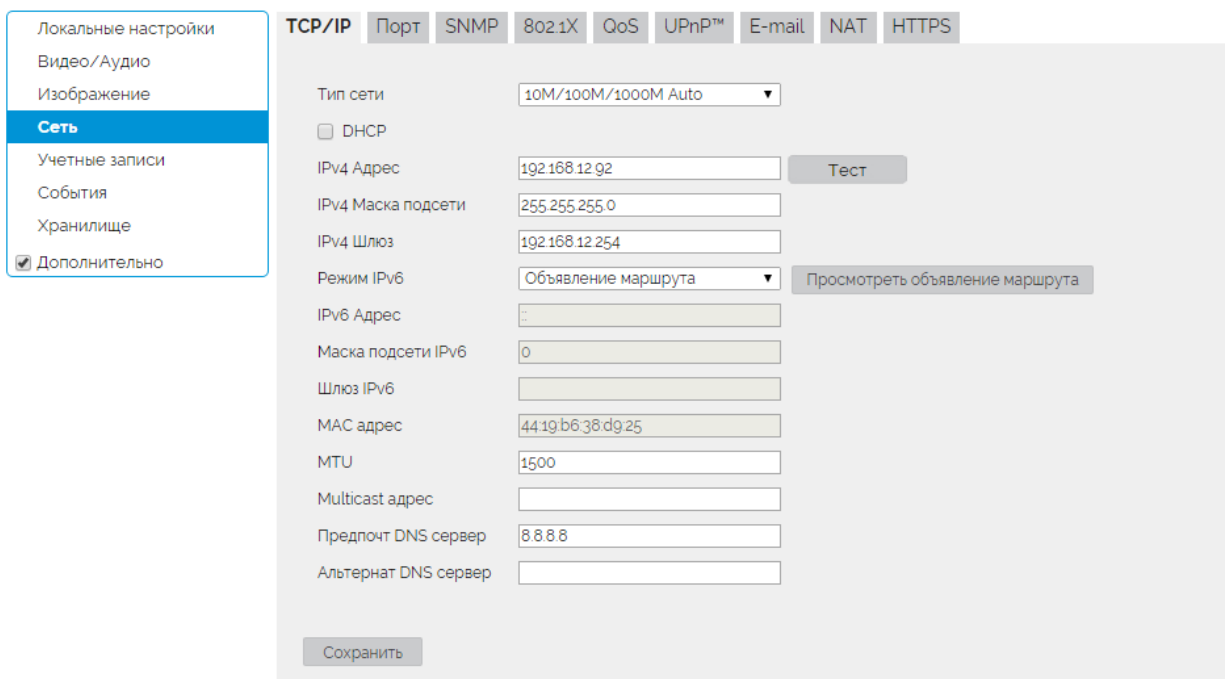 Локальные настройки
Видео/Аудио
Изображение
Сеть
Учетные записи
События
Хранилище
Дополнительно
TCP/IP Порт SNMP 802.1X QoS UPnP™ E-mail NAT HTTPS
Тип сети 10M/100M/1000M Auto
DHCP
IPv4 Адрес 192.168.12.92 Тест
IPv4 Маска подсети 255.255.255.0
IPv4 Шлюз 192.168.12.254
Режим IPv6 Объявление маршрута Просмотреть объявление маршрута
IPv6 Адрес ::
Маска подсети IPv6 0
Шлюз IPv6
MAC адрес 44:19:b6:38:d9:25
MTU 1500
Multicast адрес
Предпочт DNS сервер 8.8.8.8
Альтернат DNS сервер
Сохранить